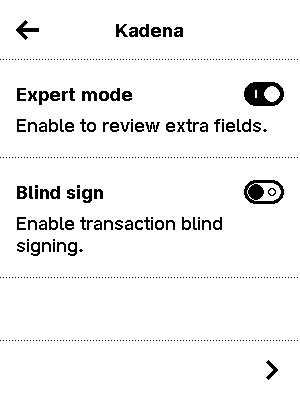 Kadena
Expert mode
Enable to review extra fields.
Blind sign
Enable transaction blind
signing.